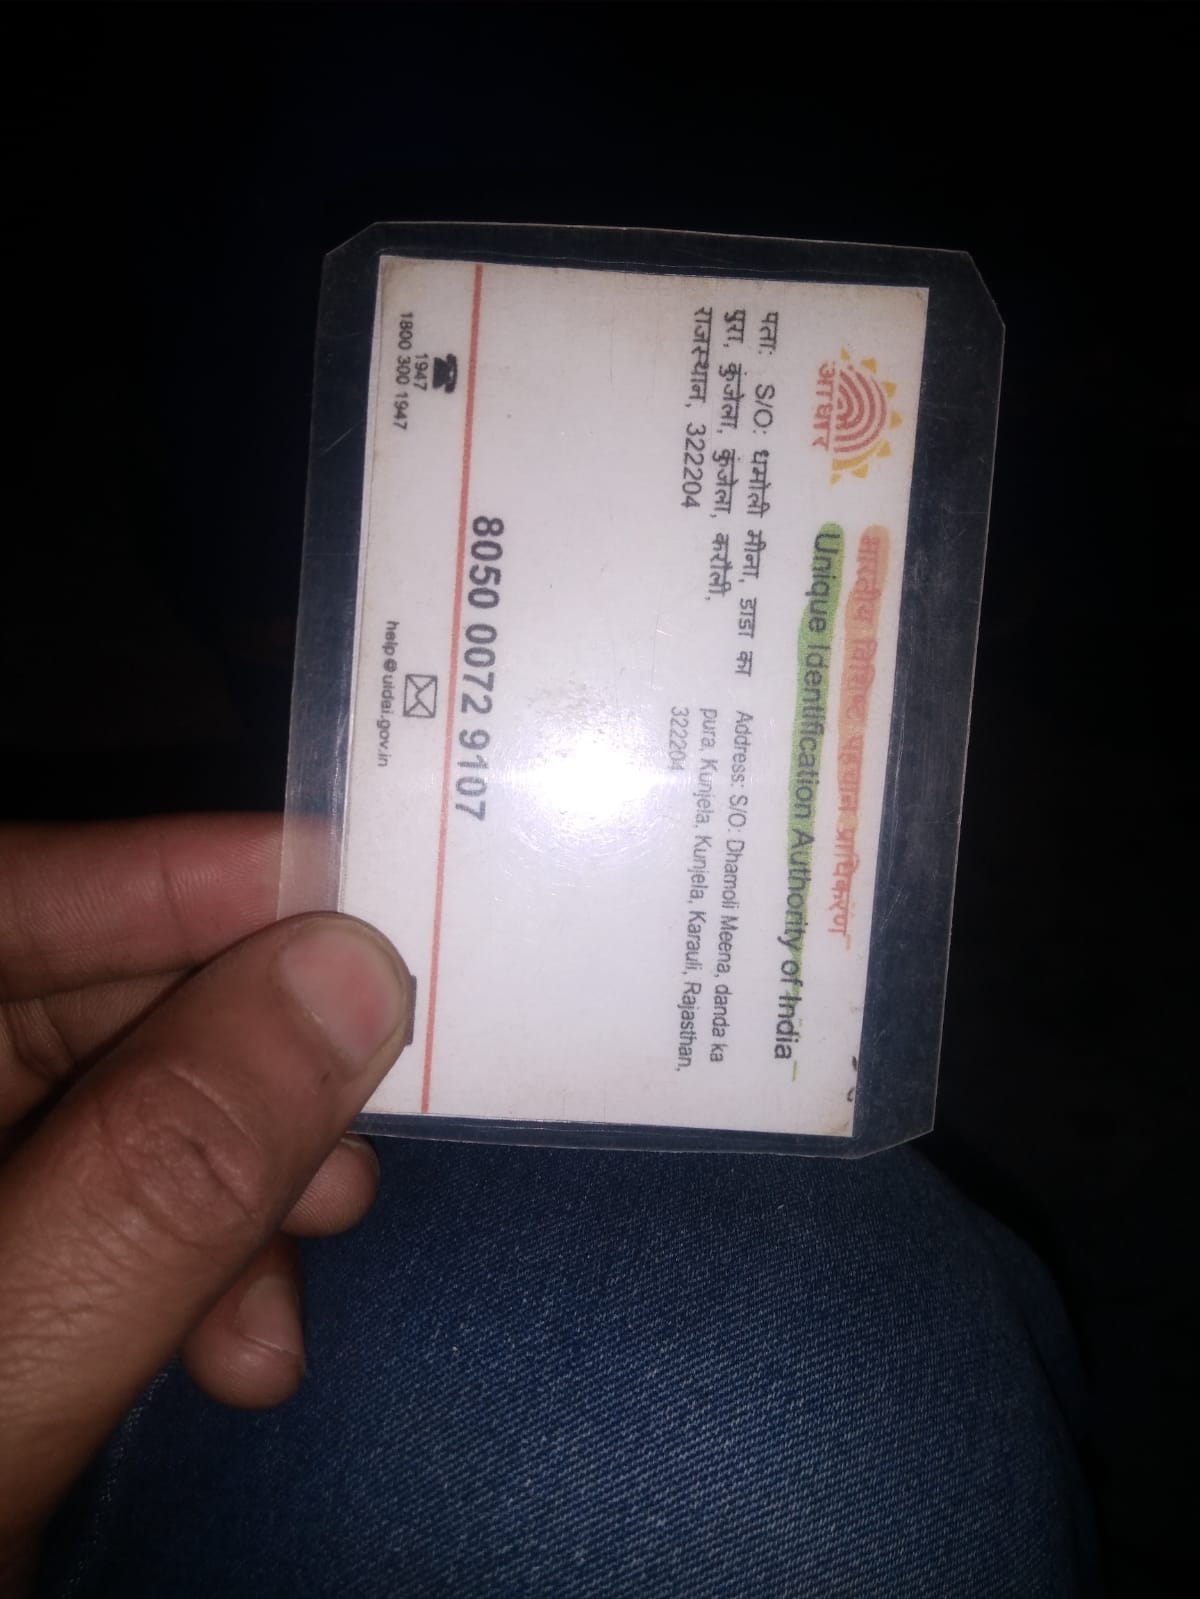 भारतीय विशिष्ट पहचान प्राधिकरण
Unique Identification Authority of India
आधार
पता: S/O: धमोली मीना, डाडा का
पुरा, कुंजेला, कुंजेला, करौली,
राजस्थान, 322204
Address: S/O: Dhamoli Meena, danda ka
pura, Kunjela, Kunjela, Karauli, Rajasthan,
322204
8050 0072 9107
1947
1800 300 1947
help@uidai.gov.in